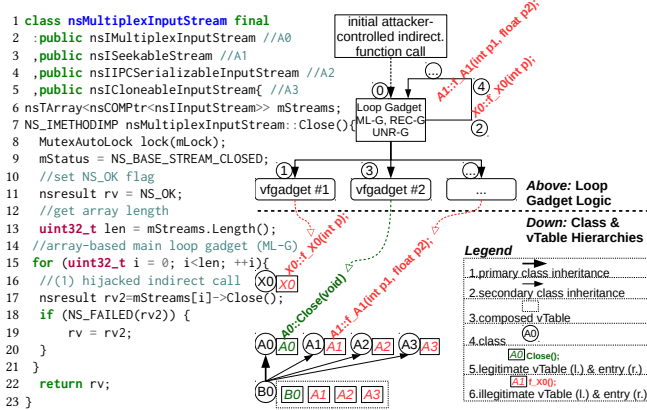 1 class nsMultiplexInputStream final
2 :public nsIMultiplexInputStream //A0
3 ,public nsISeekableStream //A1
4 ,public nsIIPCSerializableInputStream //A2
5 ,public nsICloneableInputStream{ //A3
6 nsTArray<nsCOMPtr<nsIInputStream>> mStreams;
7 NS_IMETHODIMP nsMultiplexInputStream::Close(){
8 MutexAutoLock lock(mLock);
9 mStatus = NS_BASE_STREAM_CLOSED;
10 //set NS_OK flag
11 nsresult rv = NS_OK;
12 //get array length
13 uint32_t len = mStreams.Length();
14 //array-based main loop gadget (ML-G)
15 for (uint32_t i = 0; i<len; ++i){
16 //(1) hijacked indirect call
17 nsresult rv2=mStreams[i]->Close();
18 if (NS_FAILED(rv2)) {
19 rv = rv2;
20 }
21 }
22 return rv;
23 }
initial attacker-
controlled indirect.
function call
A1::f_A1(int p1, float p2);
X0::f_X0(int p);
...
0
4
2
Loop Gadget
ML-G, REC-G
UNR-G
1
3
...
vfgadget #1
vfgadget #2
...
Above: Loop
Gadget Logic
Down: Class &
vTable Hierarchies
X0::f_X0(int p);
A0::Close(void)
A1::f_A1(int p1, float p2);
X0 X0
A0 A0 A1 A1 A2 A2 A3 A3
B0 B0 A1 A2 A3
Legend
1.primary class inheritance
2.secondary class inheritance
3.composed vTable
4.class A0
A0 Close();
5.legitimate vTable (l.) & entry (r.)
A1 f_X0();
6.illegitimate vTable (l.) & entry (r.)